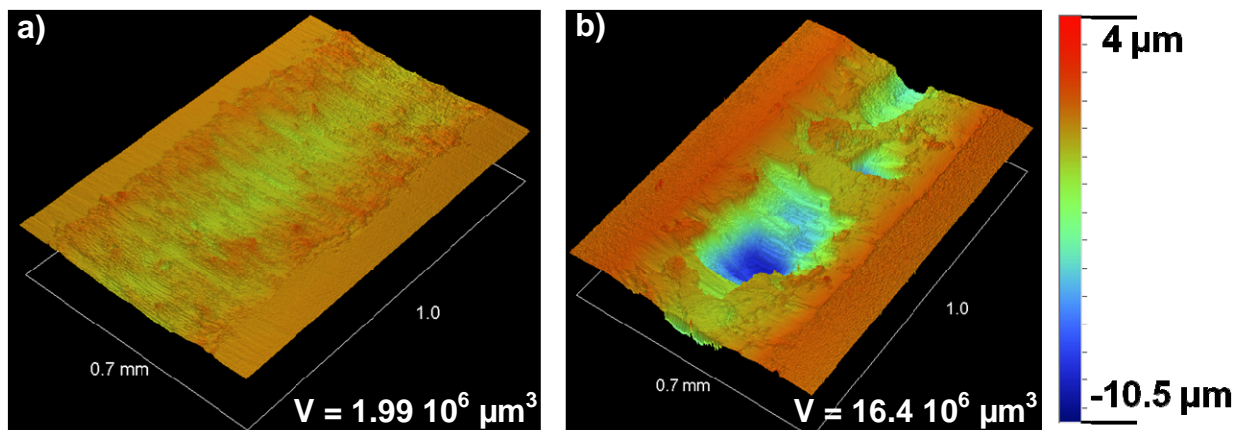 a)
0.7 mm
1.0
V = 1.99 10⁶ µm³
b)
0.7 mm
1.0
V = 16.4 10⁶ µm³
4 µm
-10.5 µm